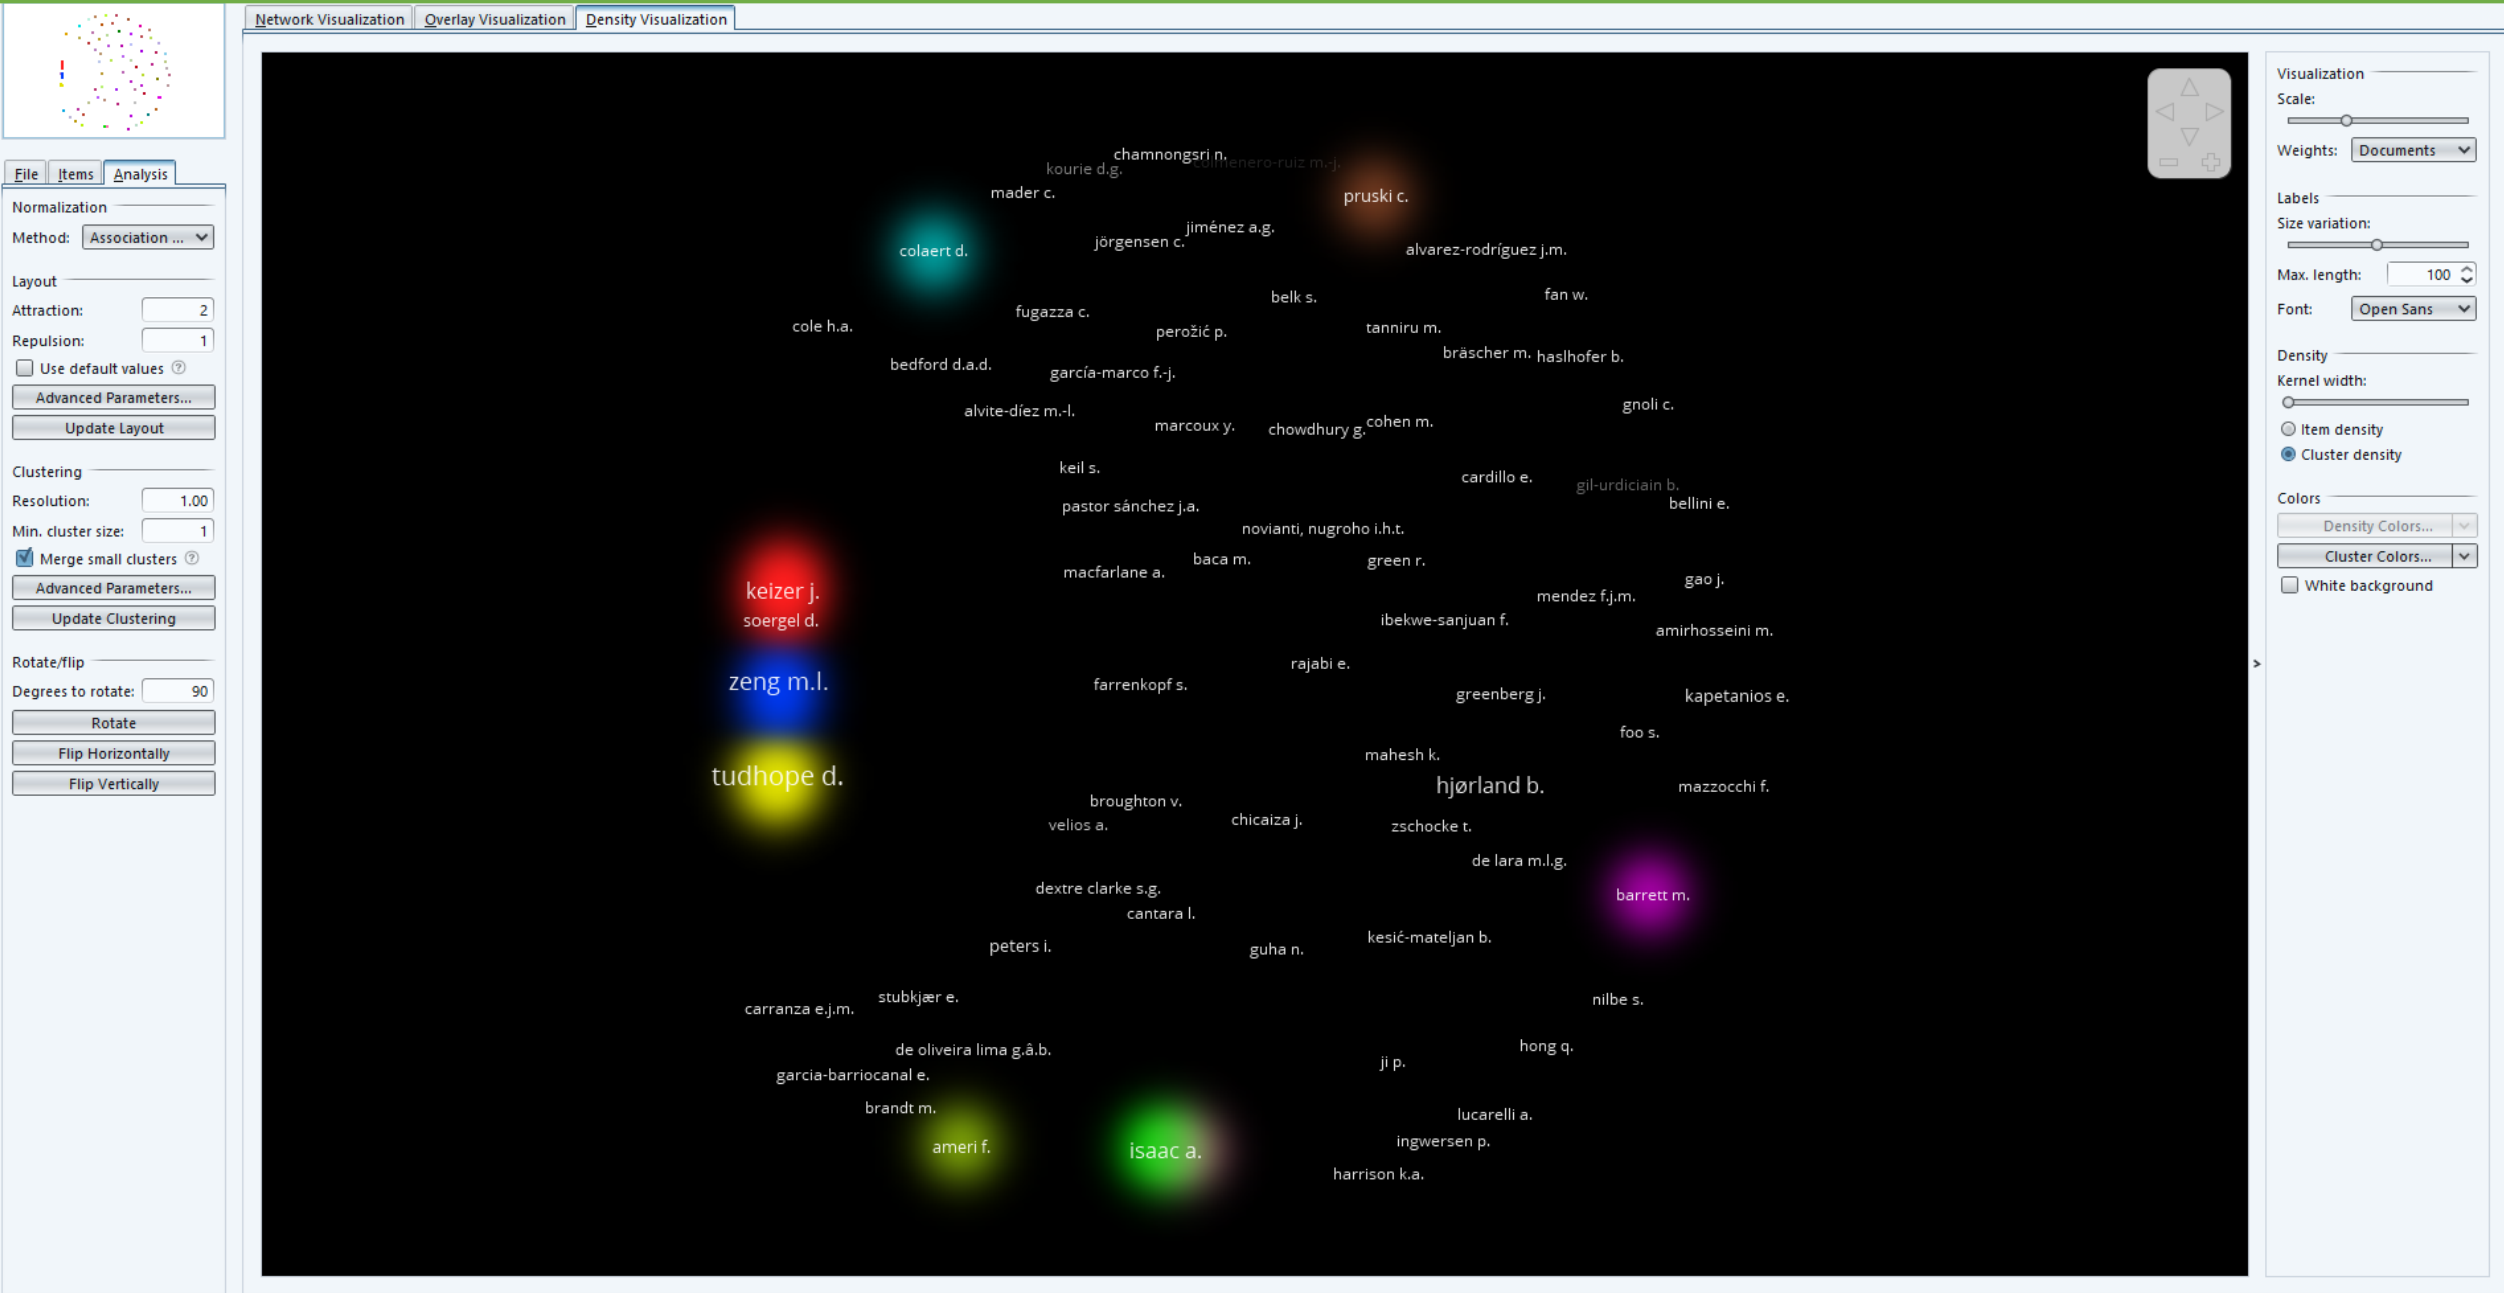 Network Visualization
Overlay Visualization
Density Visualization
File
Items
Analysis
Normalization
Method: Association ...
Layout
Attraction: 2
Repulsion: 1
Use default values
Advanced Parameters...
Update Layout
Clustering
Resolution: 1.00
Min. cluster size: 1
Merge small clusters
Advanced Parameters...
Update Clustering
Rotate/flip
Degrees to rotate: 90
Rotate
Flip Horizontally
Flip Vertically
chamnongsri n.
colmenero-ruiz m.-j.
kourie d.g.
mader c.
pruski c.
jiménez a.g.
jörgensen c.
colaert d.
alvarez-rodríguez j.m.
belk s.
fan w.
fugazza c.
cole h.a.
perožić p.
tanniru m.
bräscher m.
haslhofer b.
bedford d.a.d.
garcía-marco f.-j.
gnoli c.
alvite-díez m.-l.
marcoux y.
chowdhury g.
cohen m.
keil s.
cardillo e.
gil-urdiciain b.
bellini e.
pastor sánchez j.a.
novianti, nugroho i.h.t.
baca m.
green r.
macfarlane a.
gao j.
keizer j.
mendez f.j.m.
soergel d.
ibekwe-sanjuan f.
amirhosseini m.
rajabi e.
zeng m.l.
farrenkopf s.
greenberg j.
kapetanios e.
foo s.
mahesh k.
tudhope d.
hjørland b.
mazzocchi f.
broughton v.
velios a.
chicaiza j.
zschocke t.
de lara m.l.g.
dextre clarke s.g.
barrett m.
cantara l.
peters i.
guha n.
kesić-mateljan b.
stubkjær e.
carranza e.j.m.
nilbe s.
de oliveira lima g.â.b.
hong q.
ji p.
garcia-barriocanal e.
brandt m.
lucarelli a.
ameri f.
isaac a.
ingwersen p.
harrison k.a.
Visualization
Scale:
Weights: Documents
Labels
Size variation:
Max. length: 100
Font: Open Sans
Density
Kernel width:
Item density
Cluster density
Colors
Density Colors...
Cluster Colors...
White background